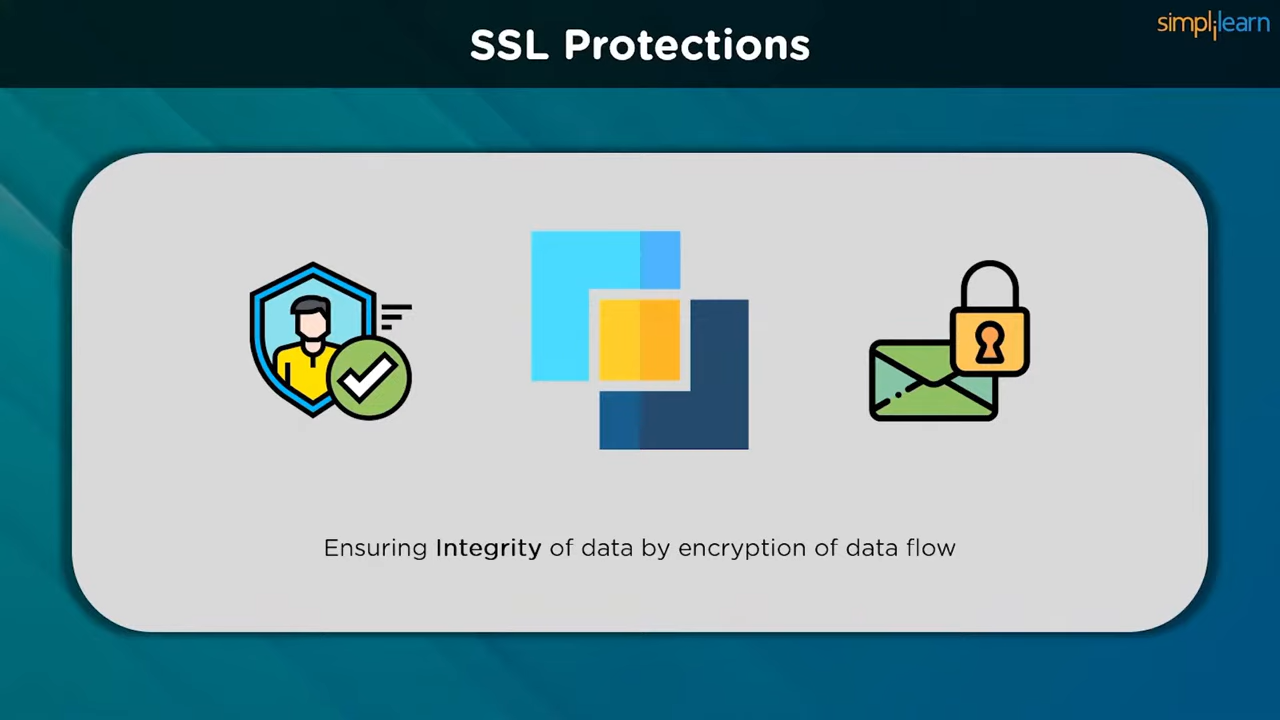 SSL Protections
simplilearn
Ensuring Integrity of data by encryption of data flow